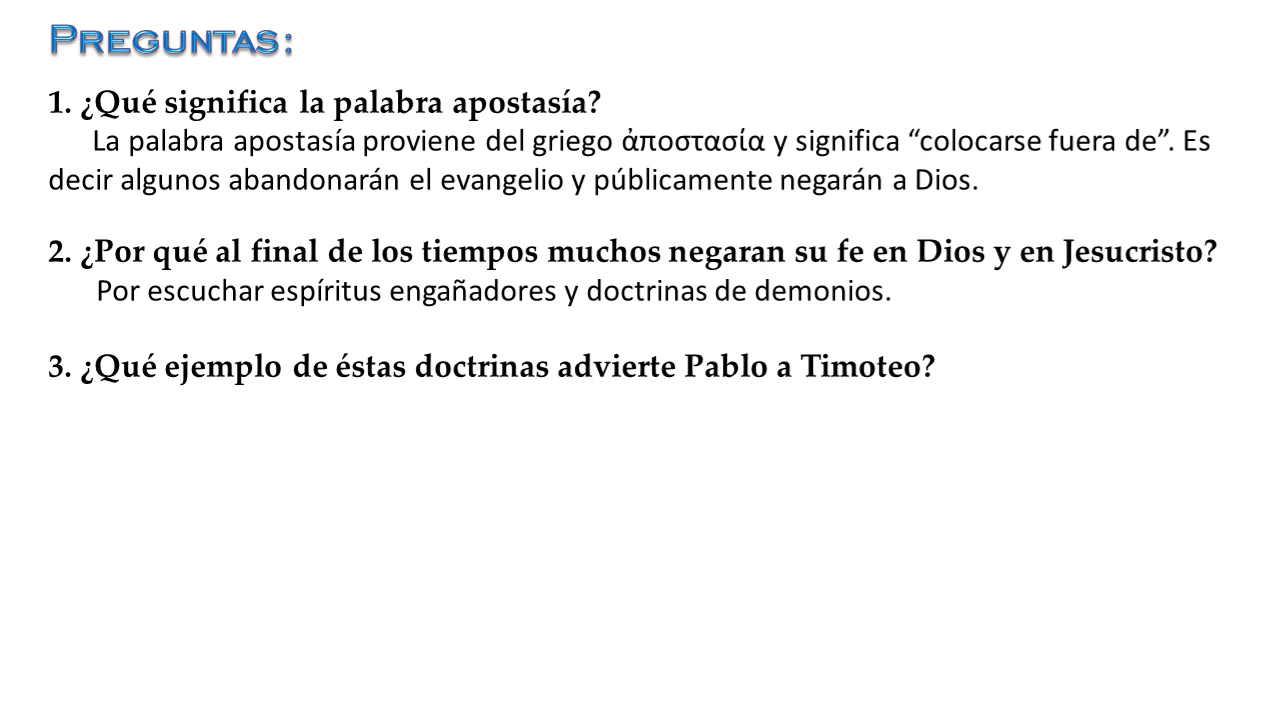 PREGUNTAS:
1. ¿Qué significa la palabra apostasía?
La palabra apostasía proviene del griego ἀποστασία y significa “colocarse fuera de”. Es
decir algunos abandonarán el evangelio y públicamente negarán a Dios.
2. ¿Por qué al final de los tiempos muchos negaran su fe en Dios y en Jesucristo?
Por escuchar espíritus engañadores y doctrinas de demonios.
3. ¿Qué ejemplo de éstas doctrinas advierte Pablo a Timoteo?